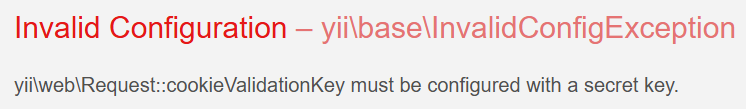 Invalid Configuration – yii\base\InvalidConfigException
yii\web\Request::cookieValidationKey must be configured with a secret key.